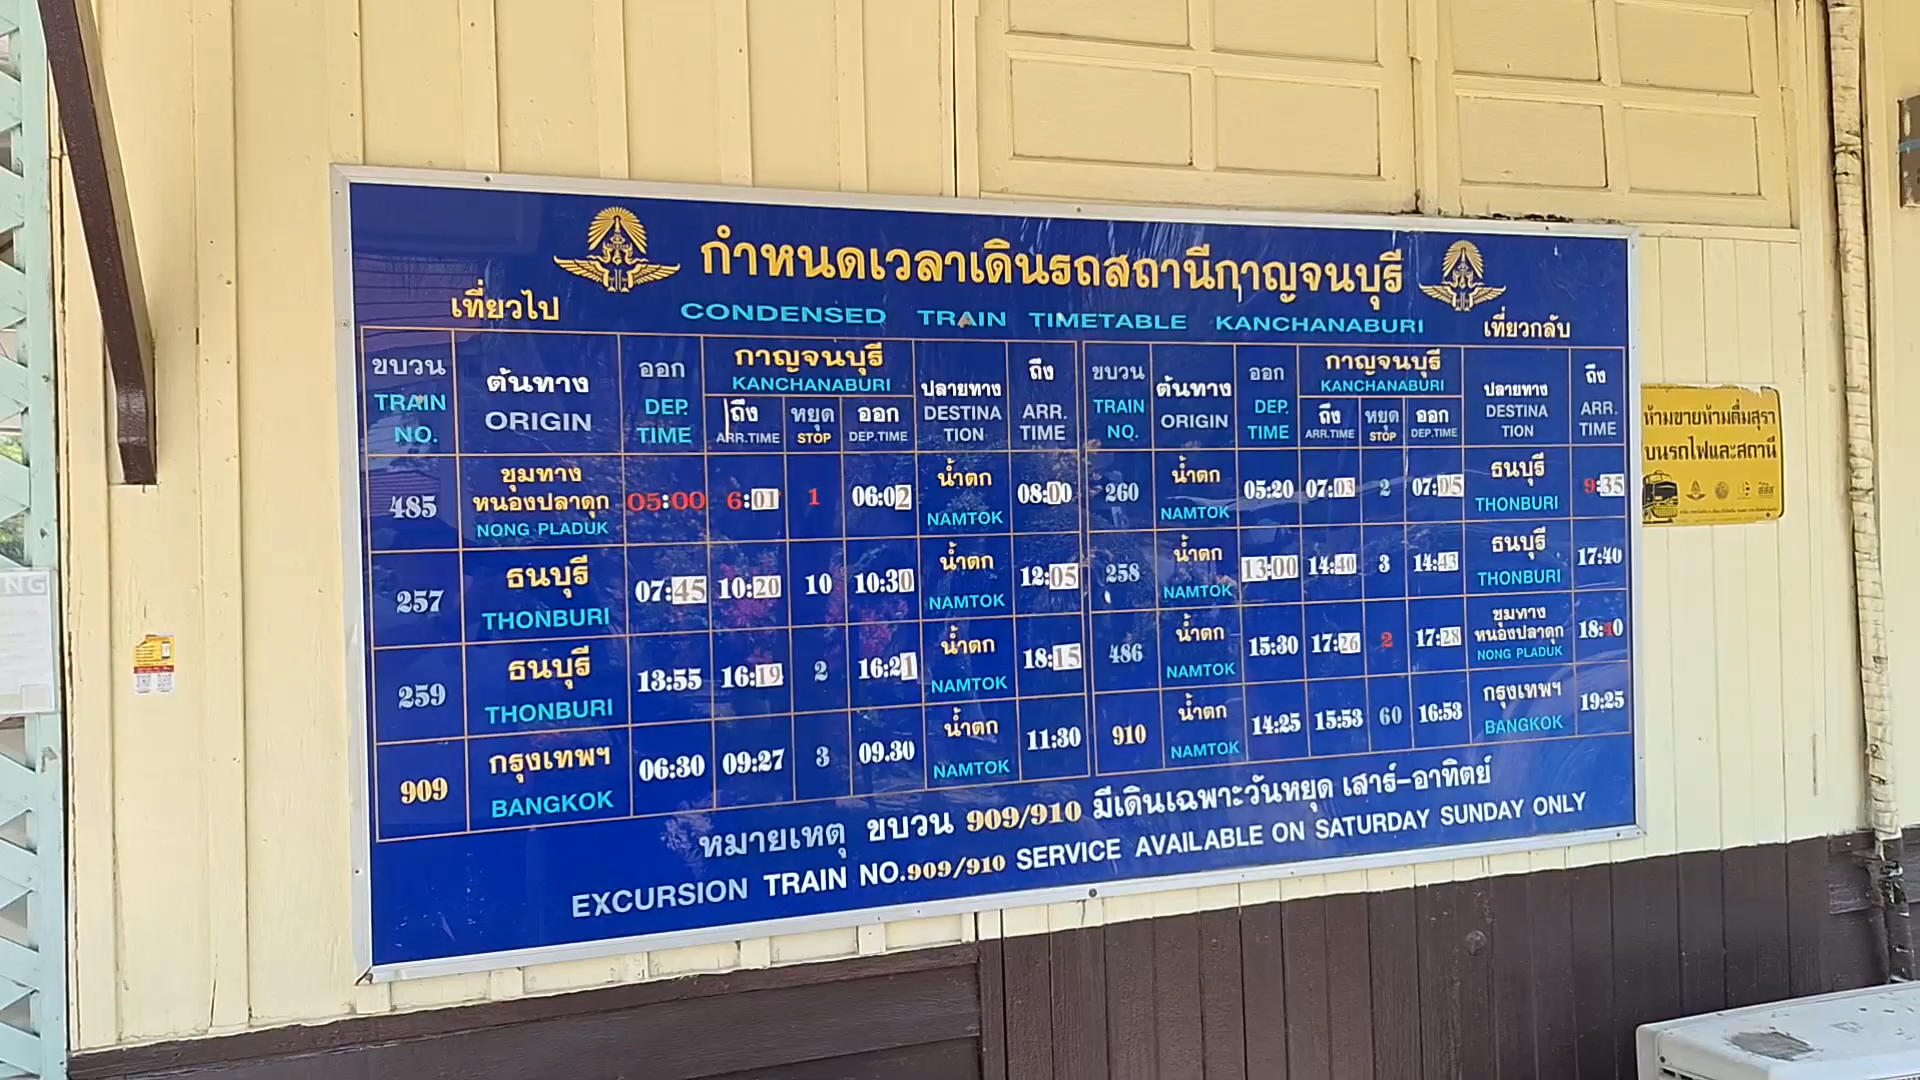 กำหนดเวลาเดินรถสถานีกาญจนบุรี
เที่ยวไป CONDENSED TRAIN TIMETABLE KANCHANABURI เที่ยวกลับ
ขบวน TRAIN NO. ต้นทาง ORIGIN ออก DEP. TIME กาญจนบุรี KANCHANABURI ถึง ARR.TIME หยุด STOP ออก DEP.TIME ปลายทาง DESTINA TION ถึง ARR. TIME
485 ชุมทาง หนองปลาดุก NONG PLADUK 05:00 6:01 1 06:02 น้ำตก NAMTOK 08:00
257 ธนบุรี THONBURI 07:45 10:20 10 10:30 น้ำตก NAMTOK 12:05
259 ธนบุรี THONBURI 13:55 16:19 2 16:21 น้ำตก NAMTOK 18:15
909 กรุงเทพฯ BANGKOK 06:30 09:27 3 09.30 น้ำตก NAMTOK 11:30
ขบวน TRAIN NO. ต้นทาง ORIGIN ออก DEP. TIME กาญจนบุรี KANCHANABURI ถึง ARR.TIME หยุด STOP ออก DEP.TIME ปลายทาง DESTINA TION ถึง ARR. TIME
260 น้ำตก NAMTOK 05:20 07:03 2 07:05 ธนบุรี THONBURI 9:35
258 น้ำตก NAMTOK 13:00 14:40 3 14:43 ธนบุรี THONBURI 17:40
486 น้ำตก NAMTOK 15:30 17:26 2 17:28 ชุมทาง หนองปลาดุก NONG PLADUK 18:40
910 น้ำตก NAMTOK 14:25 15:53 60 16:53 กรุงเทพฯ BANGKOK 19:25
หมายเหตุ ขบวน 909/910 มีเดินเฉพาะวันหยุด เสาร์-อาทิตย์
EXCURSION TRAIN NO.909/910 SERVICE AVAILABLE ON SATURDAY SUNDAY ONLY
ห้ามขายห้ามดื่มสุรา
บนรถไฟและสถานี